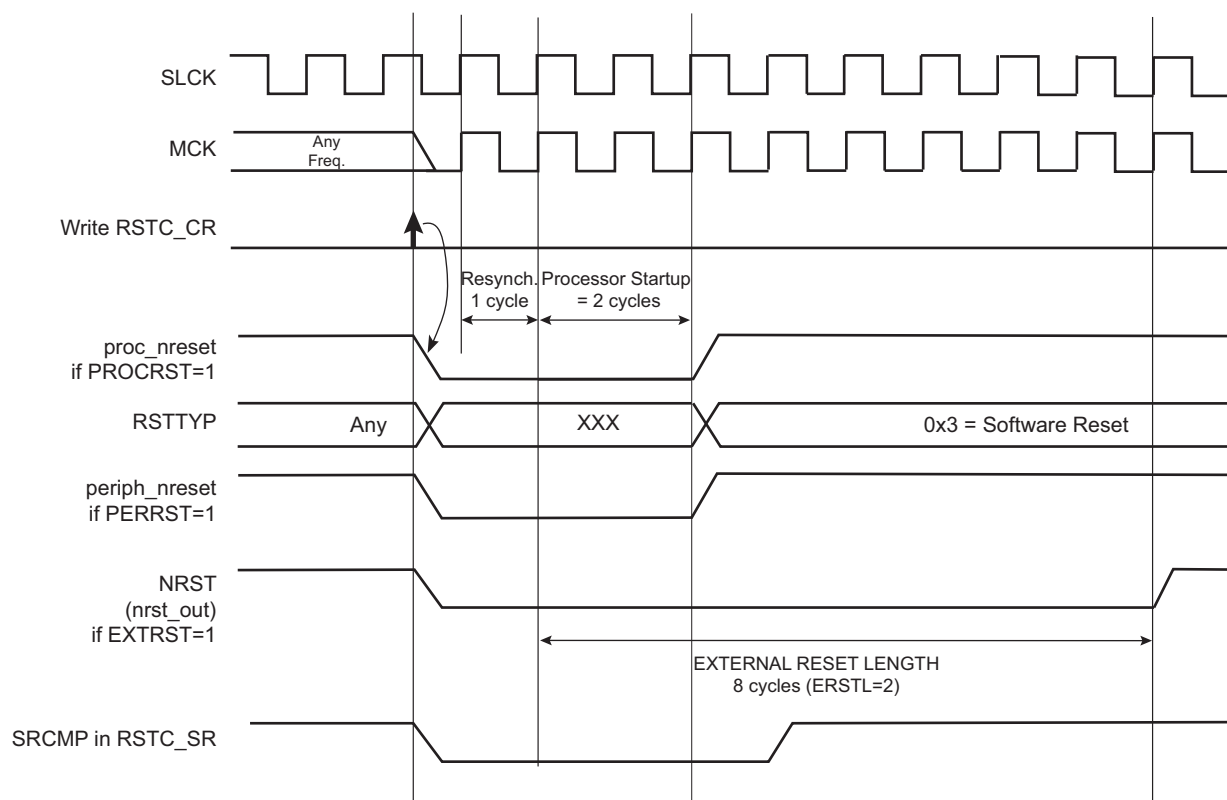 SLCK
MCK
Any
Freq.
Write RSTC_CR
Resynch.
1 cycle
Processor Startup
= 2 cycles
proc_nreset
if PROCRST=1
RSTTYP
Any
XXX
0x3 = Software Reset
periph_nreset
if PERRST=1
NRST
(nrst_out)
if EXTRST=1
EXTERNAL RESET LENGTH
8 cycles (ERSTL=2)
SRCMP in RSTC_SR